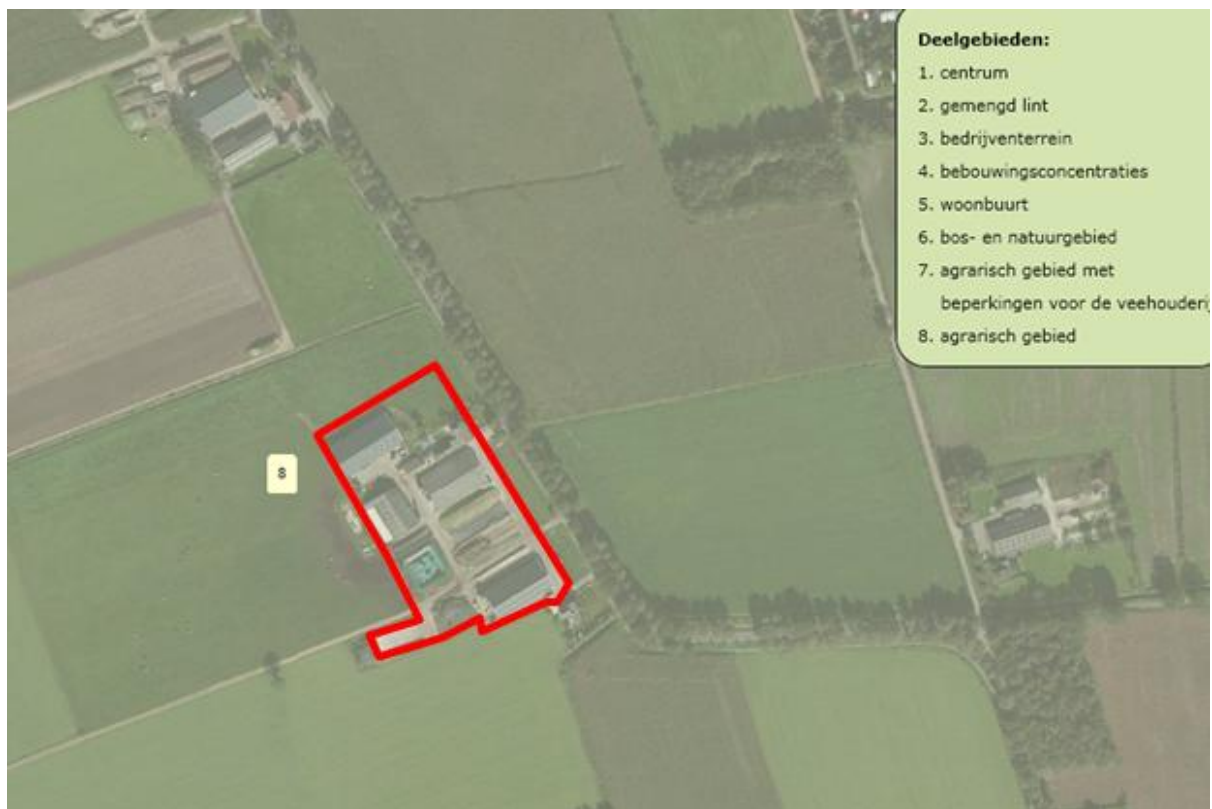 Deelgebieden:
1. centrum
2. gemengd lint
3. bedrijventerrein
4. bebouwingsconcentraties
5. woonbuurt
6. bos- en natuurgebied
7. agrarisch gebied met
beperkingen voor de veehouderij
8. agrarisch gebied
8